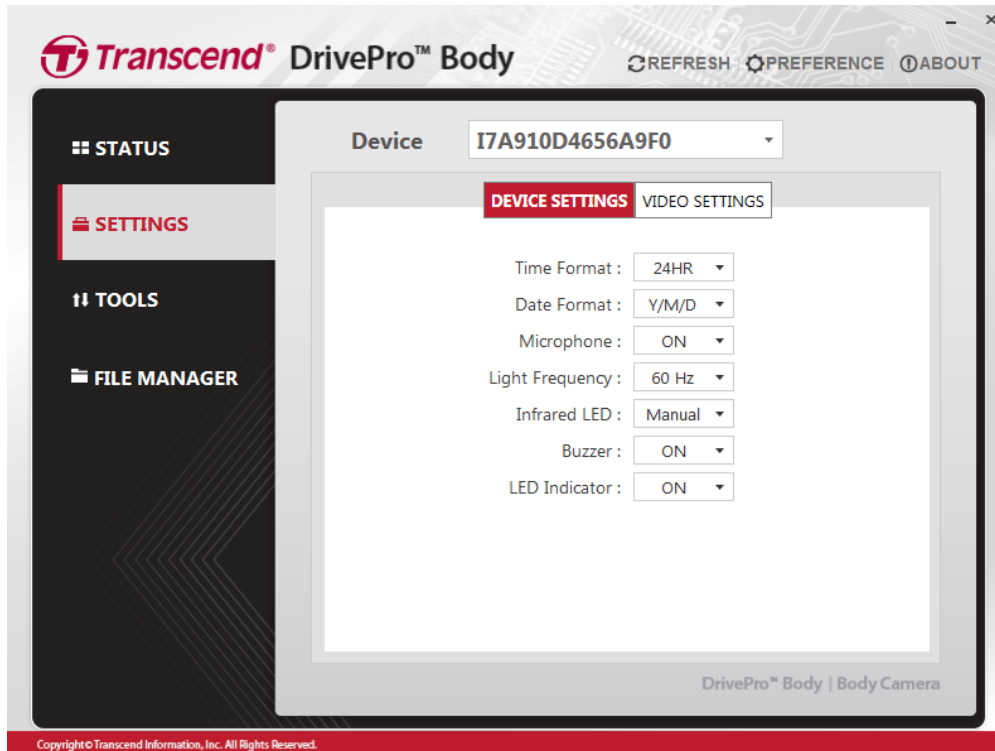 Transcend® DrivePro™ Body
REFRESH PREFERENCE ABOUT
STATUS
SETTINGS
TOOLS
FILE MANAGER
Device I7A910D4656A9F0
DEVICE SETTINGS VIDEO SETTINGS
Time Format : 24HR
Date Format : Y/M/D
Microphone : ON
Light Frequency : 60 Hz
Infrared LED : Manual
Buzzer : ON
LED Indicator : ON
DrivePro™ Body | Body Camera
Copyright© Transcend Information, Inc. All Rights Reserved.